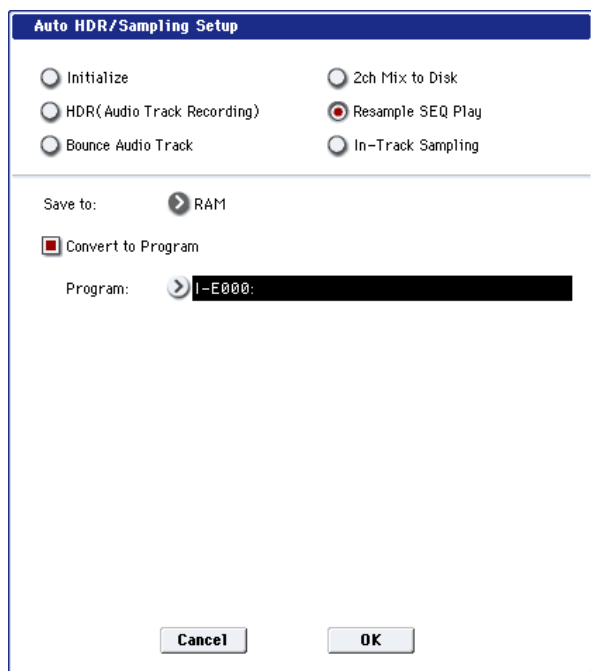 Auto HDR/Sampling Setup
Initialize
2ch Mix to Disk
HDR(Audio Track Recording)
Resample SEQ Play
Bounce Audio Track
In-Track Sampling
Save to: RAM
Convert to Program
Program: I-E000:
Cancel
OK